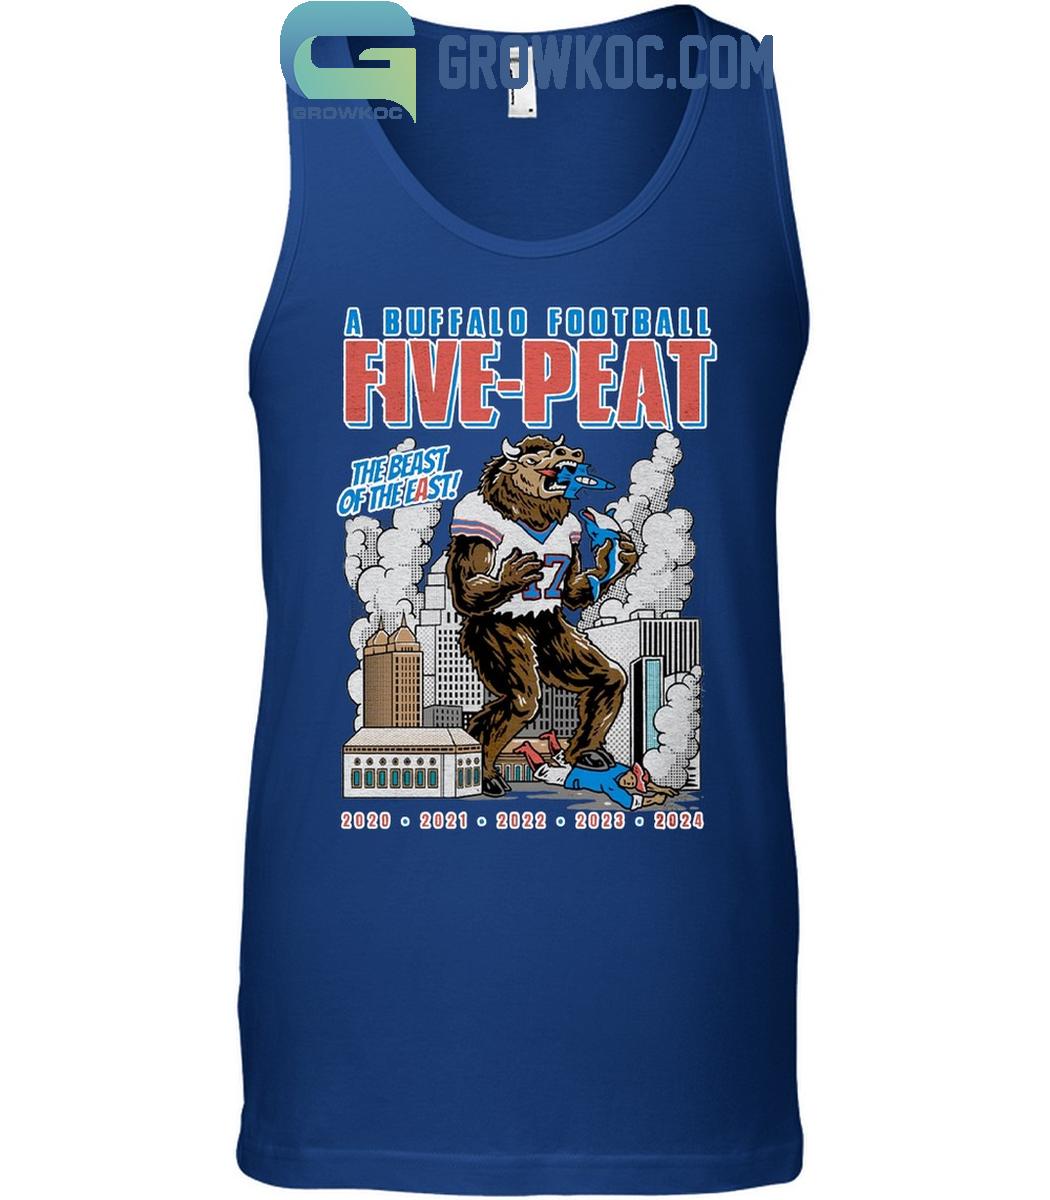 GROWKOC.COM
GROWKOC
A BUFFALO FOOTBALL
FIVE-PEAT
THE BEAST
OF THE EAST!
17
2020 • 2021 • 2022 • 2023 • 2024